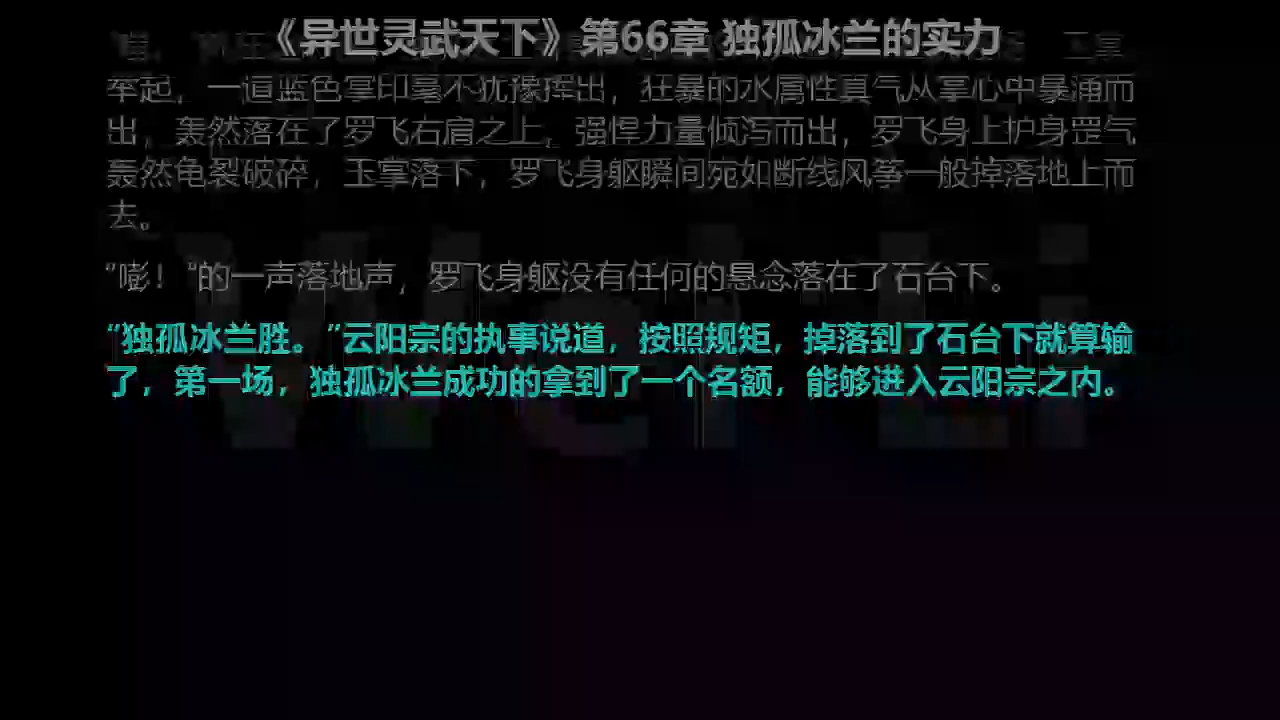 《异世灵武天下》第66章 独孤冰兰的实力
举起，一道蓝色掌印毫不犹豫挥出，狂暴的水属性真气从掌心中暴涌而
出，轰然落在了罗飞右肩之上，强悍力量倾泻而出，罗飞身上护身罡气
轰然龟裂破碎，玉掌落下，罗飞身躯瞬间宛如断线风筝一般掉落地上而
去。
“嘭！”的一声落地声，罗飞身躯没有任何的悬念落在了石台下。
“独孤冰兰胜。”云阳宗的执事说道，按照规矩，掉落到了石台下就算输
了，第一场，独孤冰兰成功的拿到了一个名额，能够进入云阳宗之内。